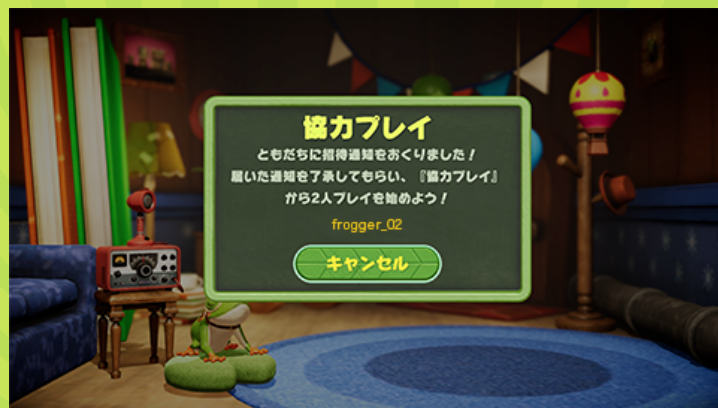 協力プレイ
ともだちに招待通知をおくりました！
届いた通知を了承してもらい、『協力プレイ』
から2人プレイを始めよう！
frogger_02
キャンセル